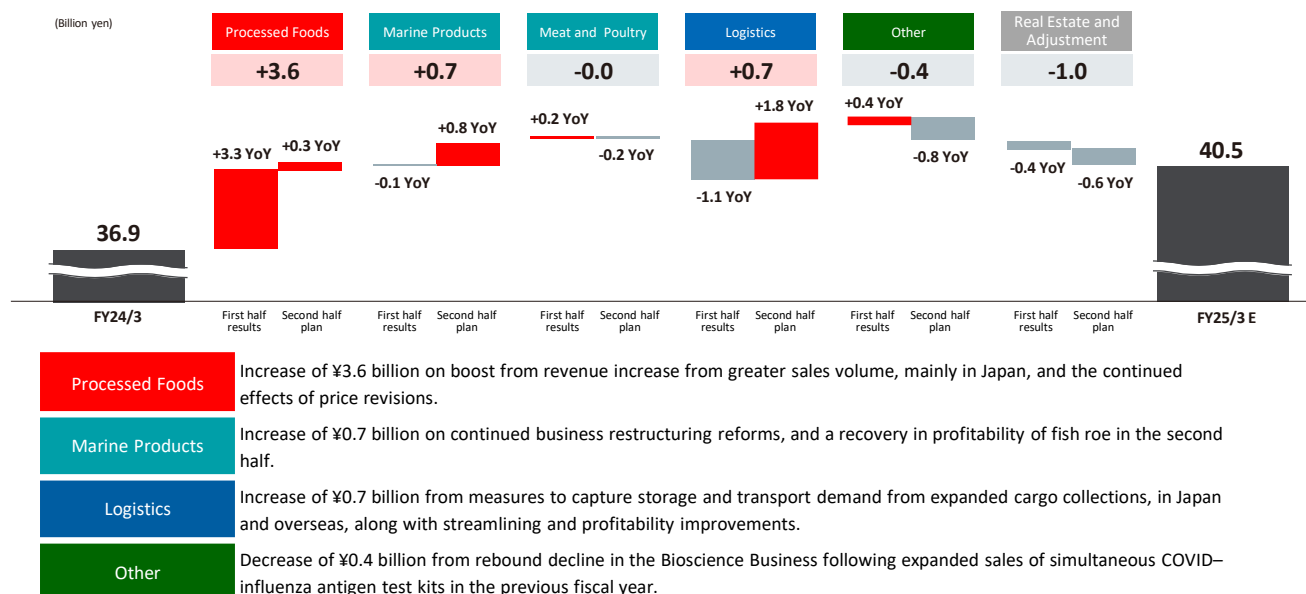 (Billion yen)
Processed Foods
Marine Products
Meat and Poultry
Logistics
Other
Real Estate and
Adjustment
+3.6
+0.7
-0.0
+0.7
-0.4
-1.0
+3.3 YoY
+0.3 YoY
-0.1 YoY
+0.8 YoY
+0.2 YoY
-0.2 YoY
-1.1 YoY
+1.8 YoY
+0.4 YoY
-0.8 YoY
-0.4 YoY
-0.6 YoY
36.9
40.5
FY24/3
First half
results
Second half
plan
First half
results
Second half
plan
First half
results
Second half
plan
First half
results
Second half
plan
First half
results
Second half
plan
First half
results
Second half
plan
FY25/3 E
Processed Foods
Increase of ¥3.6 billion on boost from revenue increase from greater sales volume, mainly in Japan, and the continued
effects of price revisions.
Marine Products
Increase of ¥0.7 billion on continued business restructuring reforms, and a recovery in profitability of fish roe in the second
half.
Logistics
Increase of ¥0.7 billion from measures to capture storage and transport demand from expanded cargo collections, in Japan
and overseas, along with streamlining and profitability improvements.
Other
Decrease of ¥0.4 billion from rebound decline in the Bioscience Business following expanded sales of simultaneous COVID–
influenza antigen test kits in the previous fiscal year.